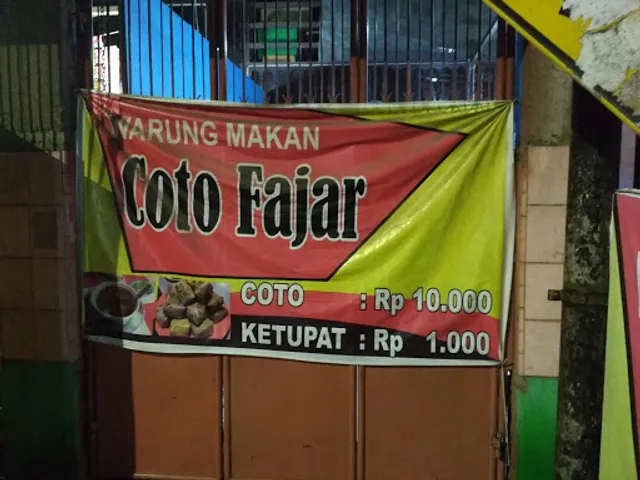 WARUNG MAKAN
Coto Fajar
COTO : Rp 10.000
KETUPAT : Rp 1.000